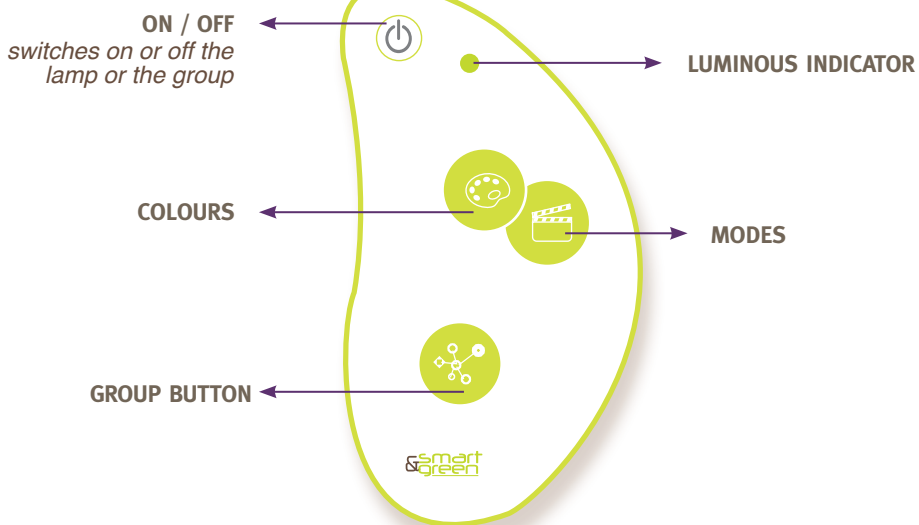 ON / OFF
switches on or off the
lamp or the group
LUMINOUS INDICATOR
COLOURS
MODES
GROUP BUTTON
&smart
green